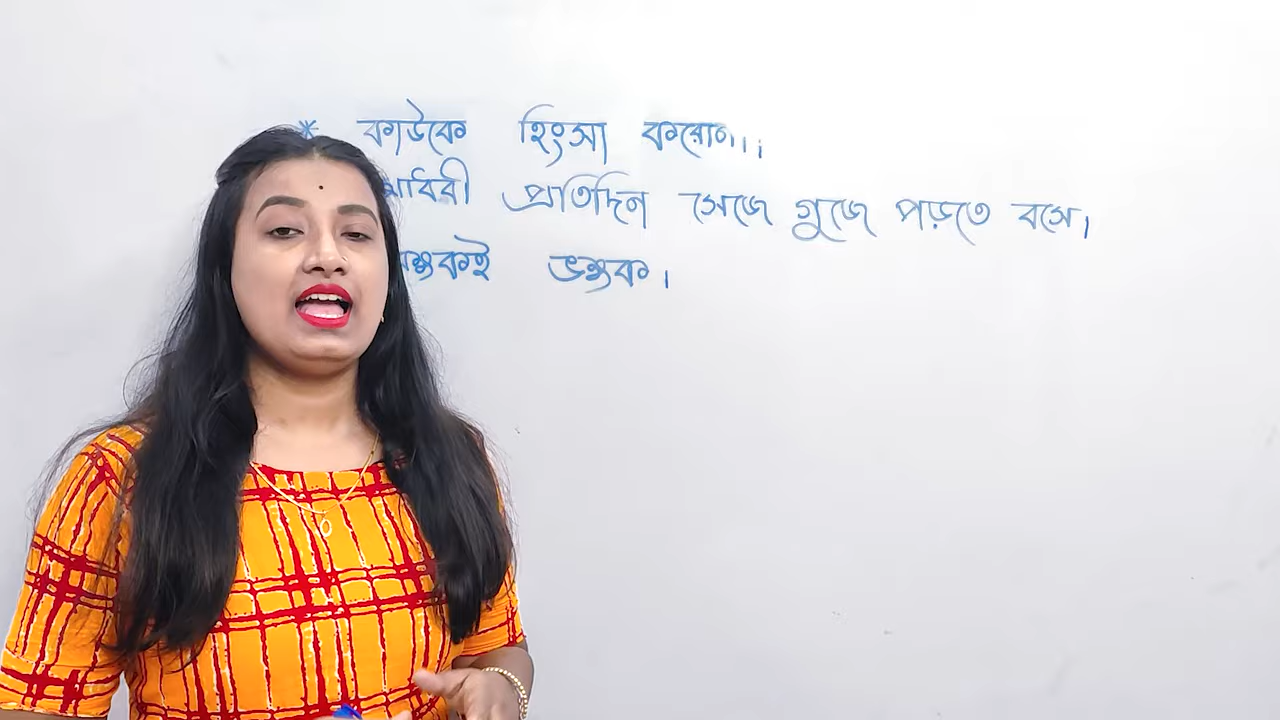 * কাউকে হিংসা করোনা।
প্রতিদিন সেজে গুজে পড়তে বসে।
ভক্ষক।